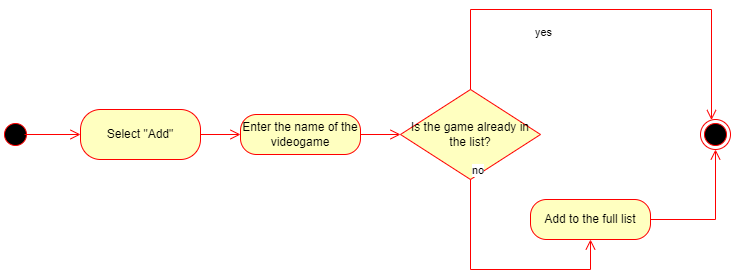 yes
Select "Add"
Enter the name of the
videogame
Is the game already in
the list?
no
Add to the full list